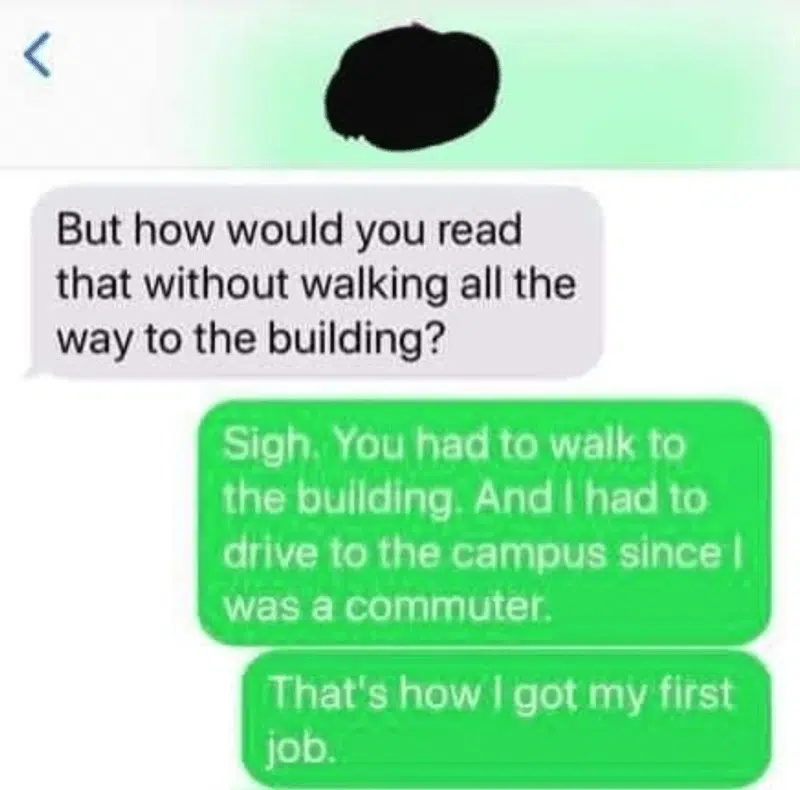 But how would you read
that without walking all the
way to the building?
Sigh. You had to walk to
the building. And I had to
drive to the campus since I
was a commuter.
That's how I got my first
job.